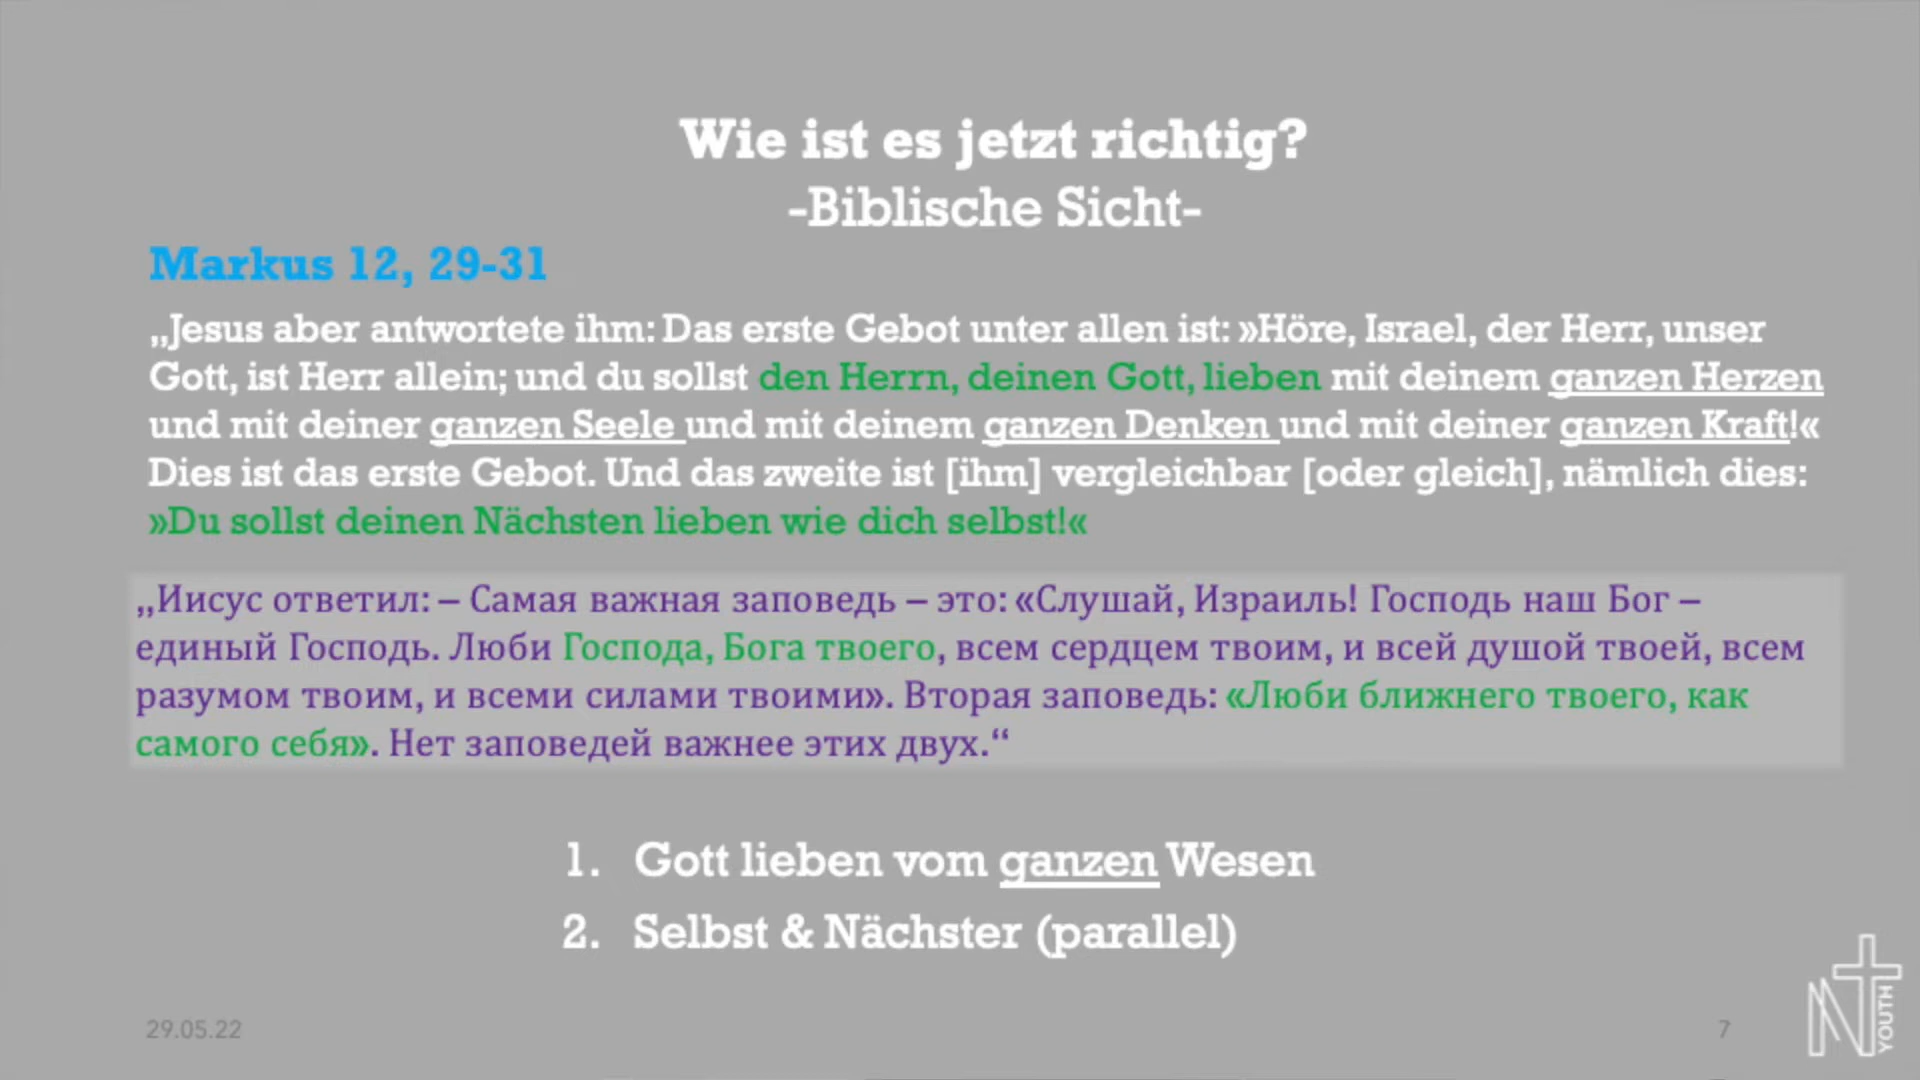 Wie ist es jetzt richtig?
-Biblische Sicht-
Markus 12, 29-31
„Jesus aber antwortete ihm: Das erste Gebot unter allen ist: »Höre, Israel, der Herr, unser
Gott, ist Herr allein; und du sollst den Herrn, deinen Gott, lieben mit deinem ganzen Herzen
und mit deiner ganzen Seele und mit deinem ganzen Denken und mit deiner ganzen Kraft!«
Dies ist das erste Gebot. Und das zweite ist [ihm] vergleichbar [oder gleich], nämlich dies:
»Du sollst deinen Nächsten lieben wie dich selbst!«
„Иисус ответил: – Самая важная заповедь – это: «Слушай, Израиль! Господь наш Бог –
единый Господь. Люби Господа, Бога твоего, всем сердцем твоим, и всей душой твоей, всем
разумом твоим, и всеми силами твоими». Вторая заповедь: «Люби ближнего твоего, как
самого себя». Нет заповедей важнее этих двух.“
1. Gott lieben vom ganzen Wesen
2. Selbst & Nächster (parallel)
29.05.22
7
N YOUTH